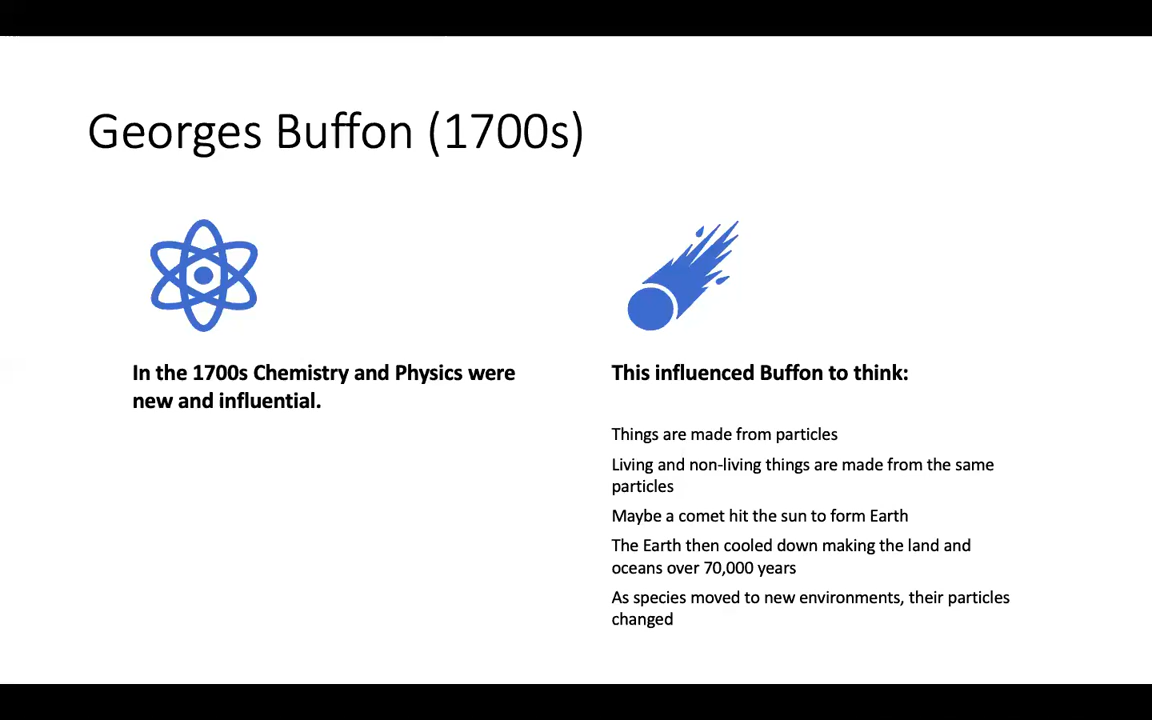 Georges Buffon (1700s)
In the 1700s Chemistry and Physics were
new and influential.
This influenced Buffon to think:
Things are made from particles
Living and non-living things are made from the same
particles
Maybe a comet hit the sun to form Earth
The Earth then cooled down making the land and
oceans over 70,000 years
As species moved to new environments, their particles
changed